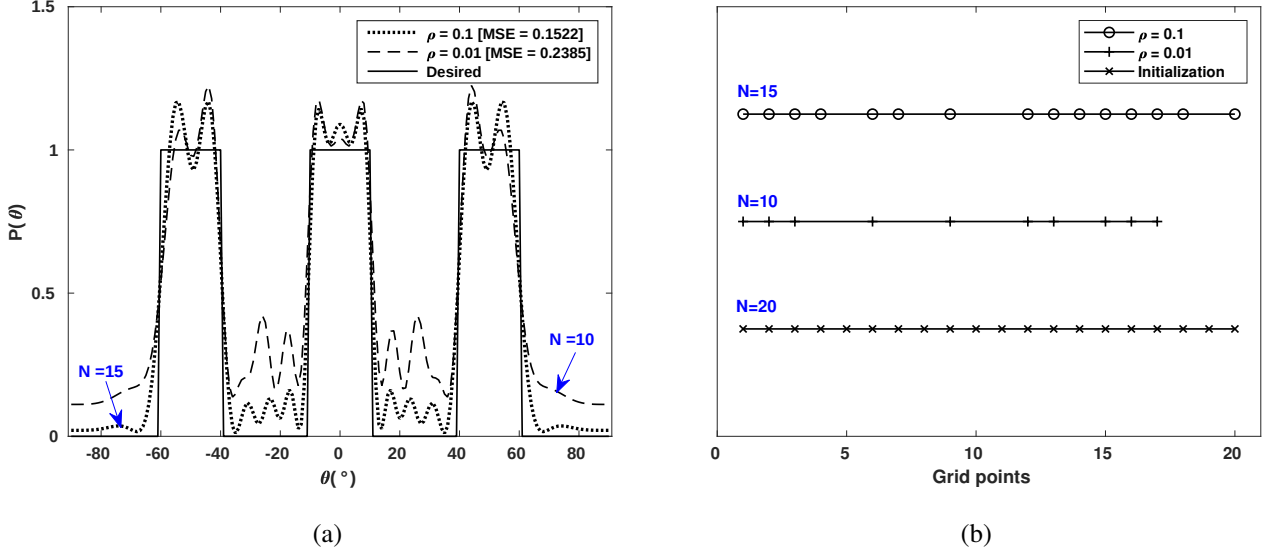 1.5
1
0.5
0
P(θ)
ρ = 0.1 [MSE = 0.1522]
ρ = 0.01 [MSE = 0.2385]
Desired
N =15
N =10
-80 -60 -40 -20 0 20 40 60 80
θ(°)
(a)
ρ = 0.1
ρ = 0.01
Initialization
N=15
N=10
N=20
0 5 10 15 20
Grid points
(b)